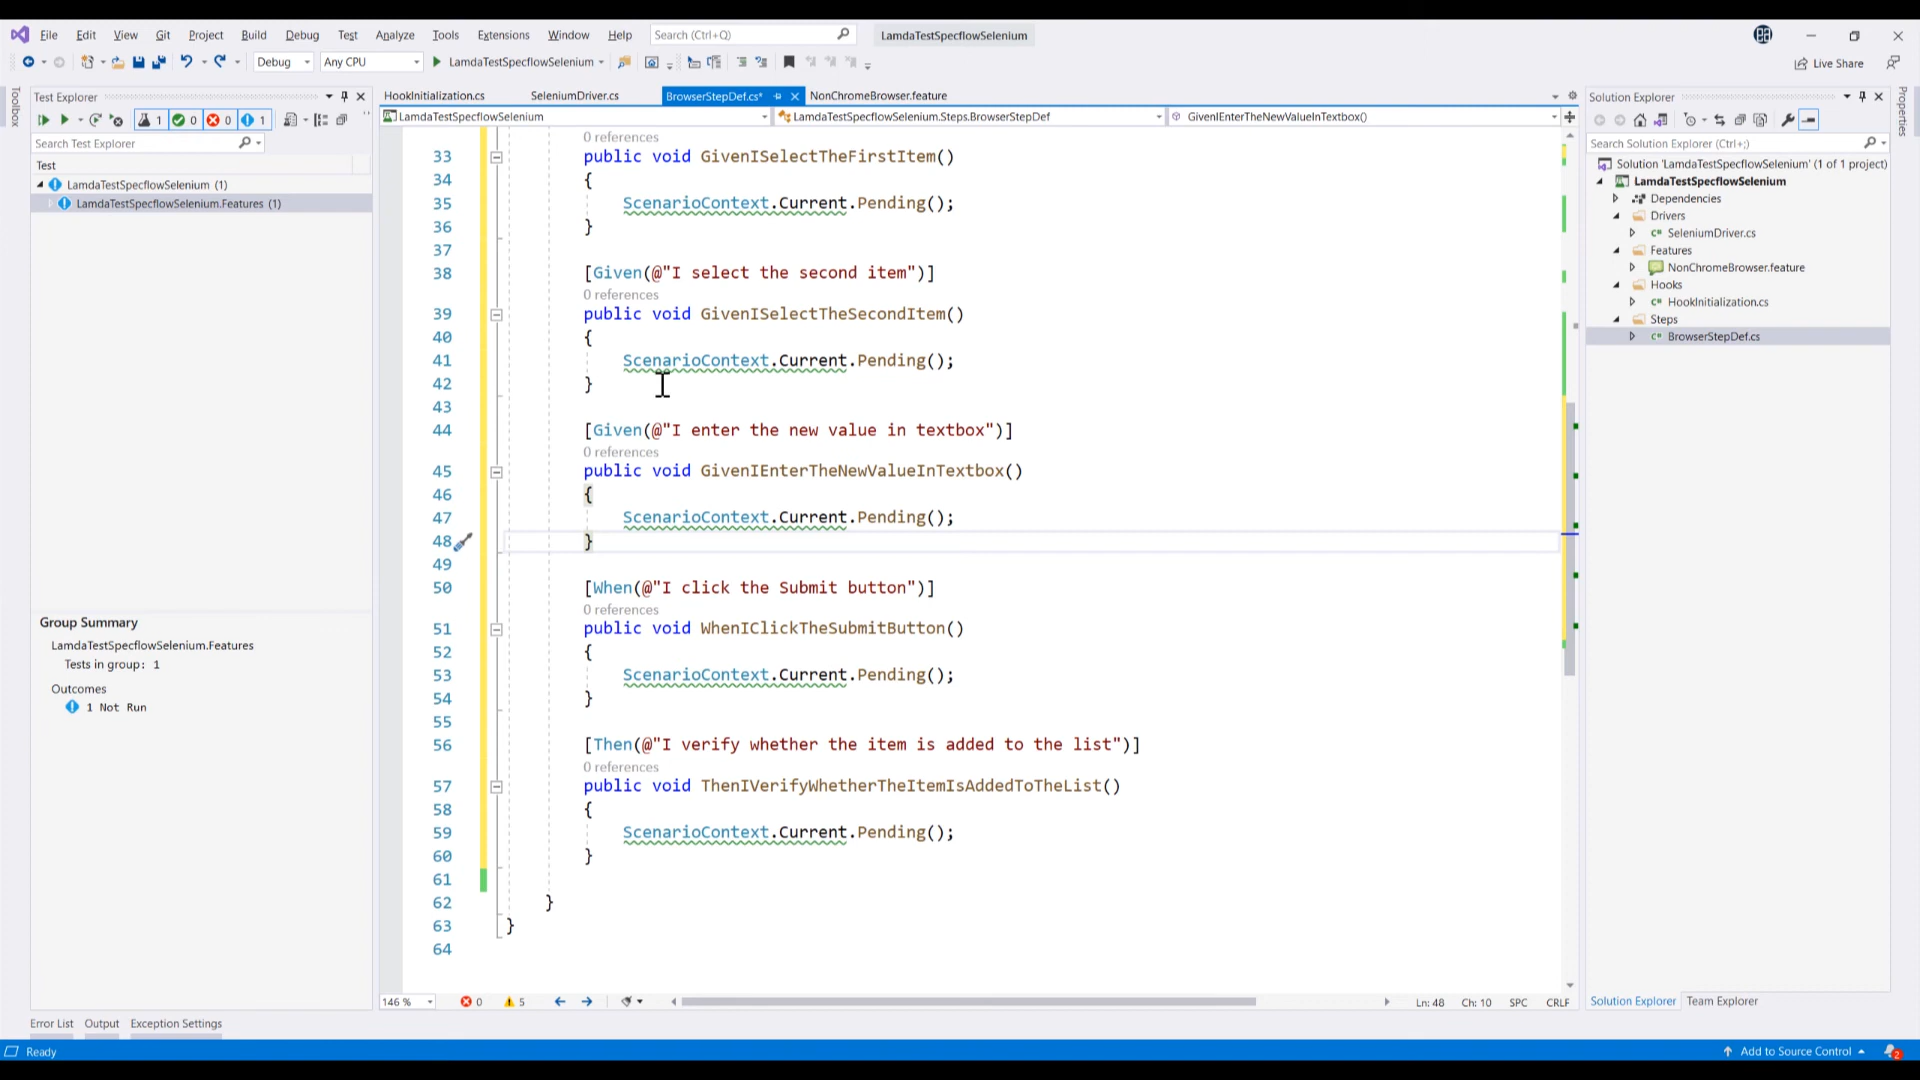 File Edit View Git Project Build Debug Test Analyze Tools Extensions Window Help Search (Ctrl+Q) LamdaTestSpecflowSelenium
Debug Any CPU LamdaTestSpecflowSelenium Live Share
Toolbox
Test Explorer
1 0 0 1
Search Test Explorer
Test
LamdaTestSpecflowSelenium (1)
LamdaTestSpecflowSelenium.Features (1)
Group Summary
LamdaTestSpecflowSelenium.Features
Tests in group: 1
Outcomes
1 Not Run
HookInitialization.cs SeleniumDriver.cs BrowserStepDef.cs* NonChromeBrowser.feature
LamdaTestSpecflowSelenium LamdaTestSpecflowSelenium.Steps.BrowserStepDef GivenIEnterTheNewValueInTextbox()
0 references
33 public void GivenISelectTheFirstItem()
34 {
35 ScenarioContext.Current.Pending();
36 }
37
38 [Given(@"I select the second item")]
0 references
39 public void GivenISelectTheSecondItem()
40 {
41 ScenarioContext.Current.Pending();
42 }
43
44 [Given(@"I enter the new value in textbox")]
0 references
45 public void GivenIEnterTheNewValueInTextbox()
46 {
47 ScenarioContext.Current.Pending();
48 }
49
50 [When(@"I click the Submit button")]
0 references
51 public void WhenIClickTheSubmitButton()
52 {
53 ScenarioContext.Current.Pending();
54 }
55
56 [Then(@"I verify whether the item is added to the list")]
0 references
57 public void ThenIVerifyWhetherTheItemIsAddedToTheList()
58 {
59 ScenarioContext.Current.Pending();
60 }
61
62 }
63 }
64
146 % 0 5 Ln: 48 Ch: 10 SPC CRLF
Solution Explorer
Search Solution Explorer (Ctrl+;)
Solution 'LamdaTestSpecflowSelenium' (1 of 1 project)
LamdaTestSpecflowSelenium
Dependencies
Drivers
C# SeleniumDriver.cs
Features
NonChromeBrowser.feature
Hooks
C# HookInitialization.cs
Steps
C# BrowserStepDef.cs
Solution Explorer Team Explorer
Properties
Error List Output Exception Settings
Ready Add to Source Control 2